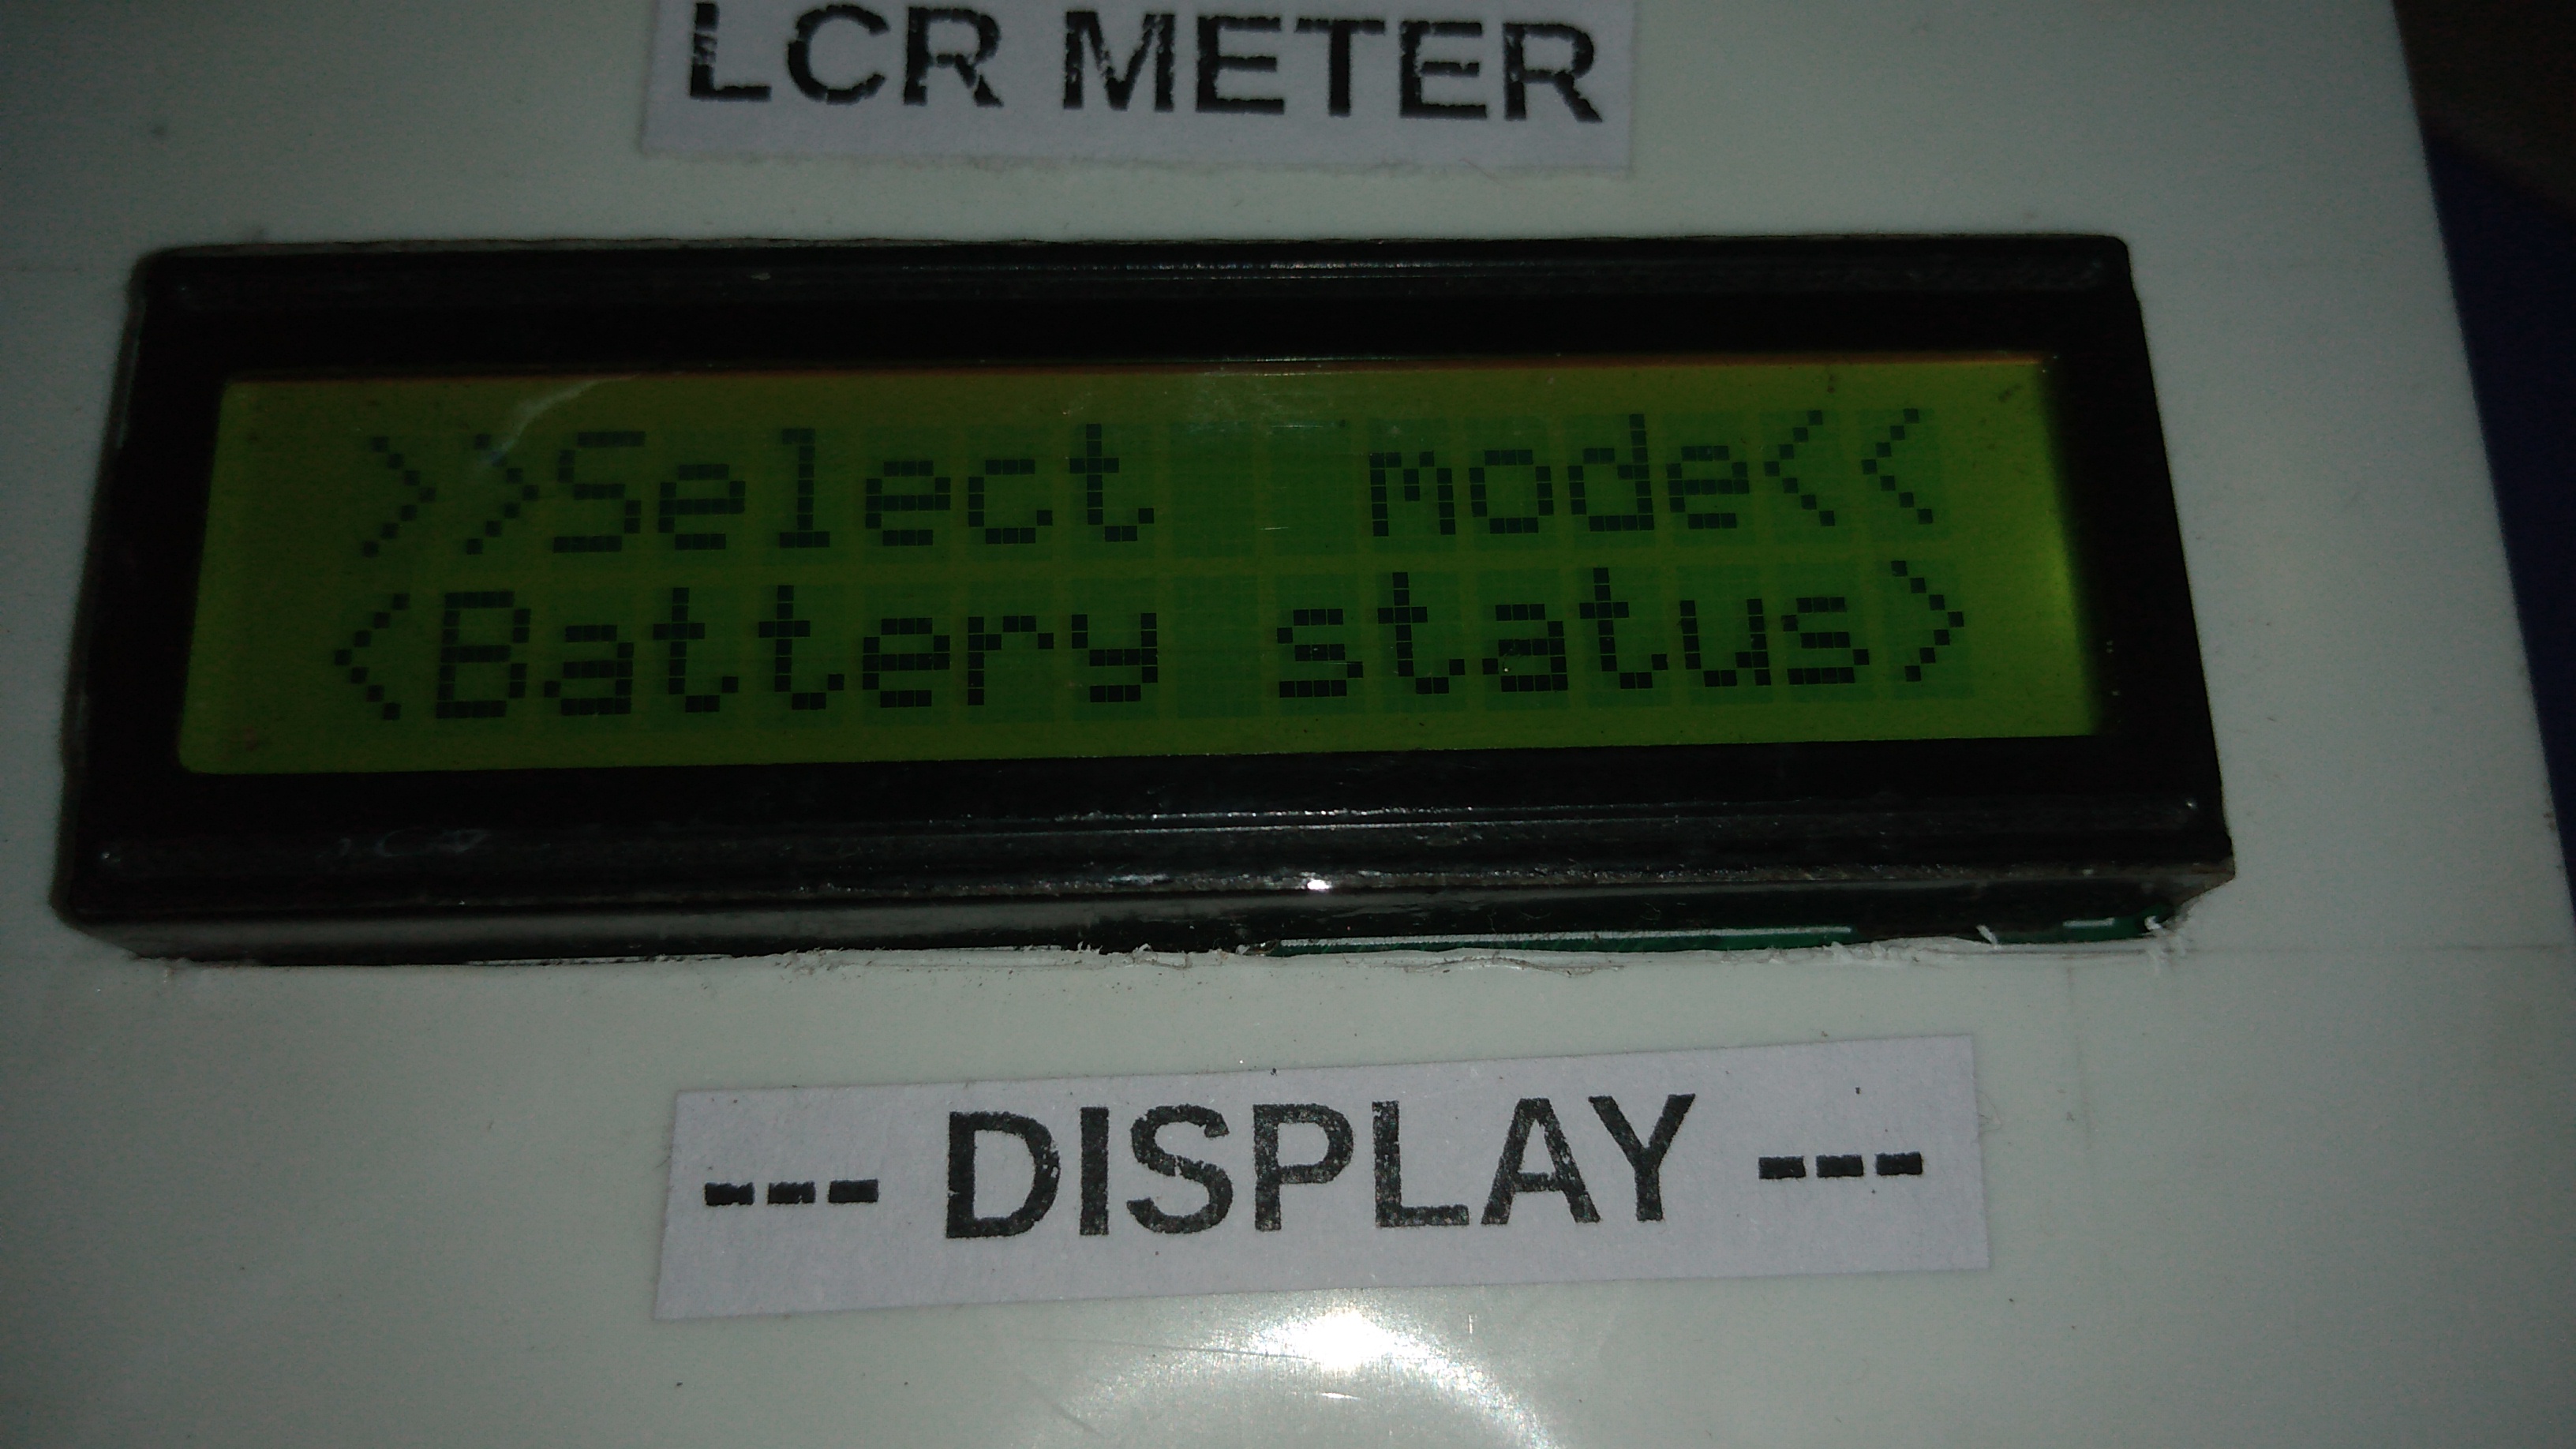 LCR METER
>>Select  mode<<
<Battery status>
--- DISPLAY ---